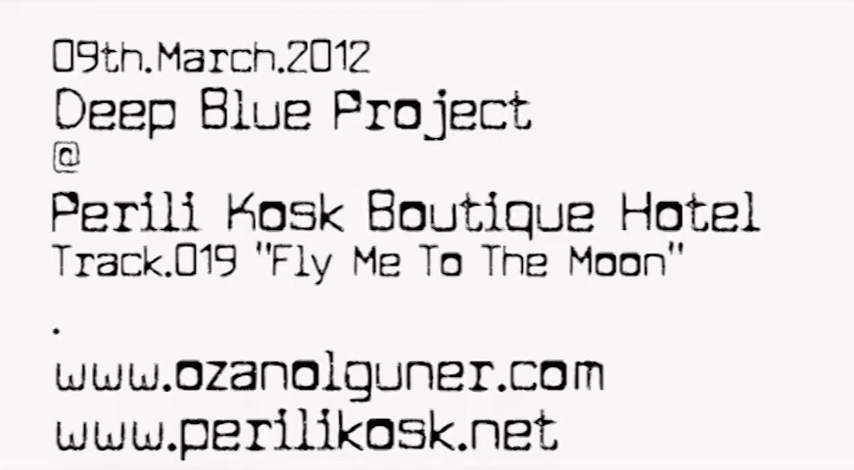 09th.March.2012
Deep Blue Project
@
Perili Kosk Boutique Hotel
Track.019 "Fly Me To The Moon"
.
www.ozanolguner.com
www.perilikosk.net